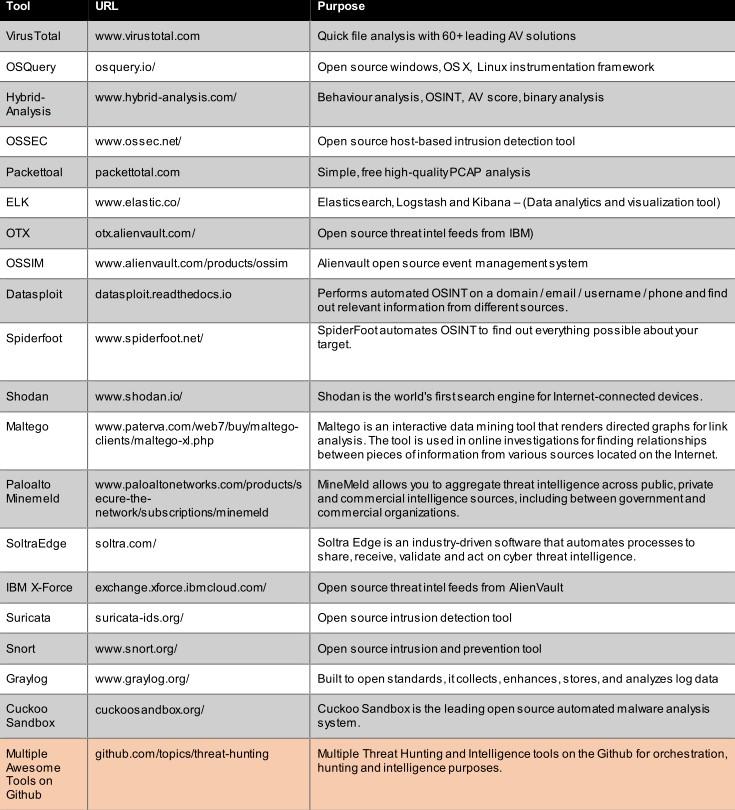 Tool URL Purpose
VirusTotal www.virustotal.com Quick file analysis with 60+ leading AV solutions
OSQuery osquery.io/ Open source windows, OS X, Linux instrumentation framework
Hybrid- www.hybrid-analysis.com/ Behaviour analysis, OSINT, AV score, binary analysis
Analysis
OSSEC www.ossec.net/ Open source host-based intrusion detection tool
Packettoal packettotal.com Simple, free high-quality PCAP analysis
ELK www.elastic.co/ Elasticsearch, Logstash and Kibana – (Data analytics and visualization tool)
OTX otx.alienvault.com/ Open source threat intel feeds from IBM)
OSSIM www.alienvault.com/products/ossim Alienvault open source event management system
Datasploit datasploit.readthedocs.io Performs automated OSINT on a domain / email / username / phone and find
out relevant information from different sources.
Spiderfoot www.spiderfoot.net/ SpiderFoot automates OSINT to find out everything possible about your
target.
Shodan www.shodan.io/ Shodan is the world's first search engine for Internet-connected devices.
Maltego www.paterva.com/web7/buy/maltego- Maltego is an interactive data mining tool that renders directed graphs for link
clients/maltego-xl.php analysis. The tool is used in online investigations for finding relationships
between pieces of information from various sources located on the Internet.
Paloalto www.paloaltonetworks.com/products/s MineMeld allows you to aggregate threat intelligence across public, private
Minemeld ecure-the- and commercial intelligence sources, including between government and
network/subscriptions/minemeld commercial organizations.
SoltraEdge soltra.com/ Soltra Edge is an industry-driven software that automates processes to
share, receive, validate and act on cyber threat intelligence.
IBM X-Force exchange.xforce.ibmcloud.com/ Open source threat intel feeds from AlienVault
Suricata suricata-ids.org/ Open source intrusion detection tool
Snort www.snort.org/ Open source intrusion and prevention tool
Graylog www.graylog.org/ Built to open standards, it collects, enhances, stores, and analyzes log data
Cuckoo cuckoosandbox.org/ Cuckoo Sandbox is the leading open source automated malware analysis
Sandbox system.
Multiple github.com/topics/threat-hunting Multiple Threat Hunting and Intelligence tools on the Github for orchestration,
Awesome hunting and intelligence purposes.
Tools on
Github